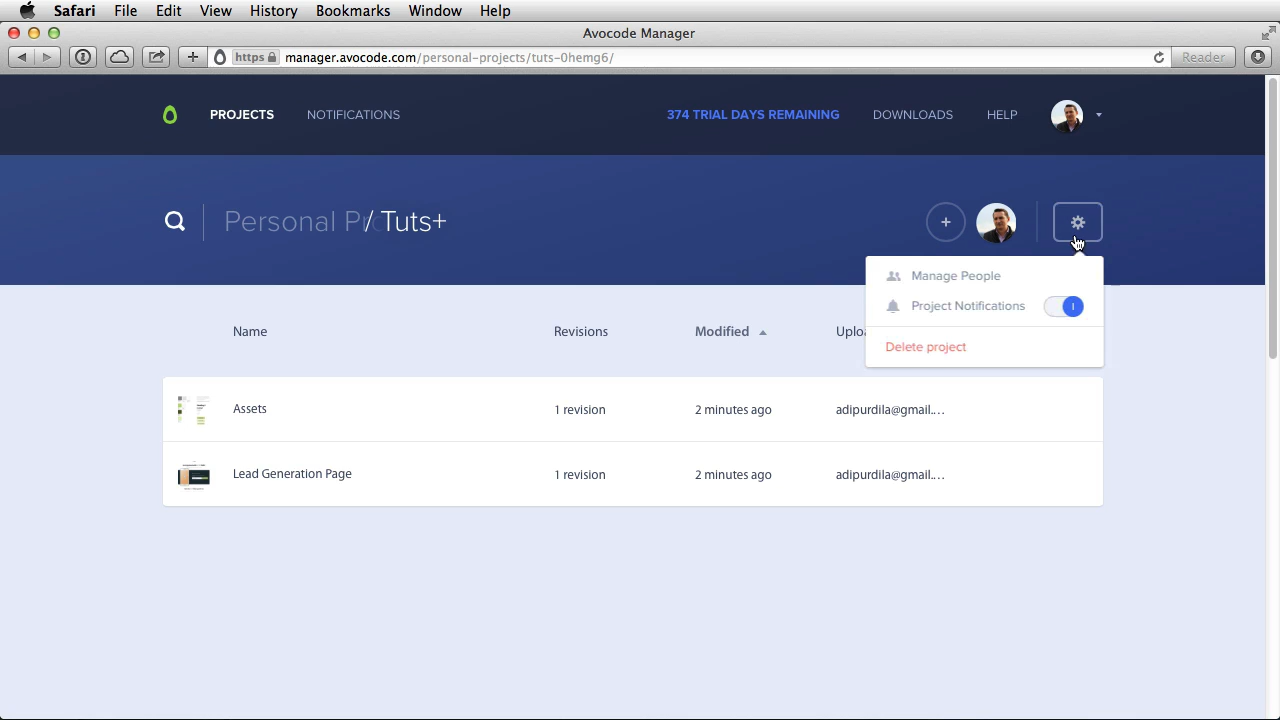 Safari File Edit View History Bookmarks Window Help
Avocode Manager
https manager.avocode.com/personal-projects/tuts-0hemg6/ Reader
PROJECTS NOTIFICATIONS 374 TRIAL DAYS REMAINING DOWNLOADS HELP
Personal Pr / Tuts+
Manage People
Project Notifications
Delete project
Name Revisions Modified Uploa
Assets 1 revision 2 minutes ago adipurdila@gmail....
Lead Generation Page 1 revision 2 minutes ago adipurdila@gmail....